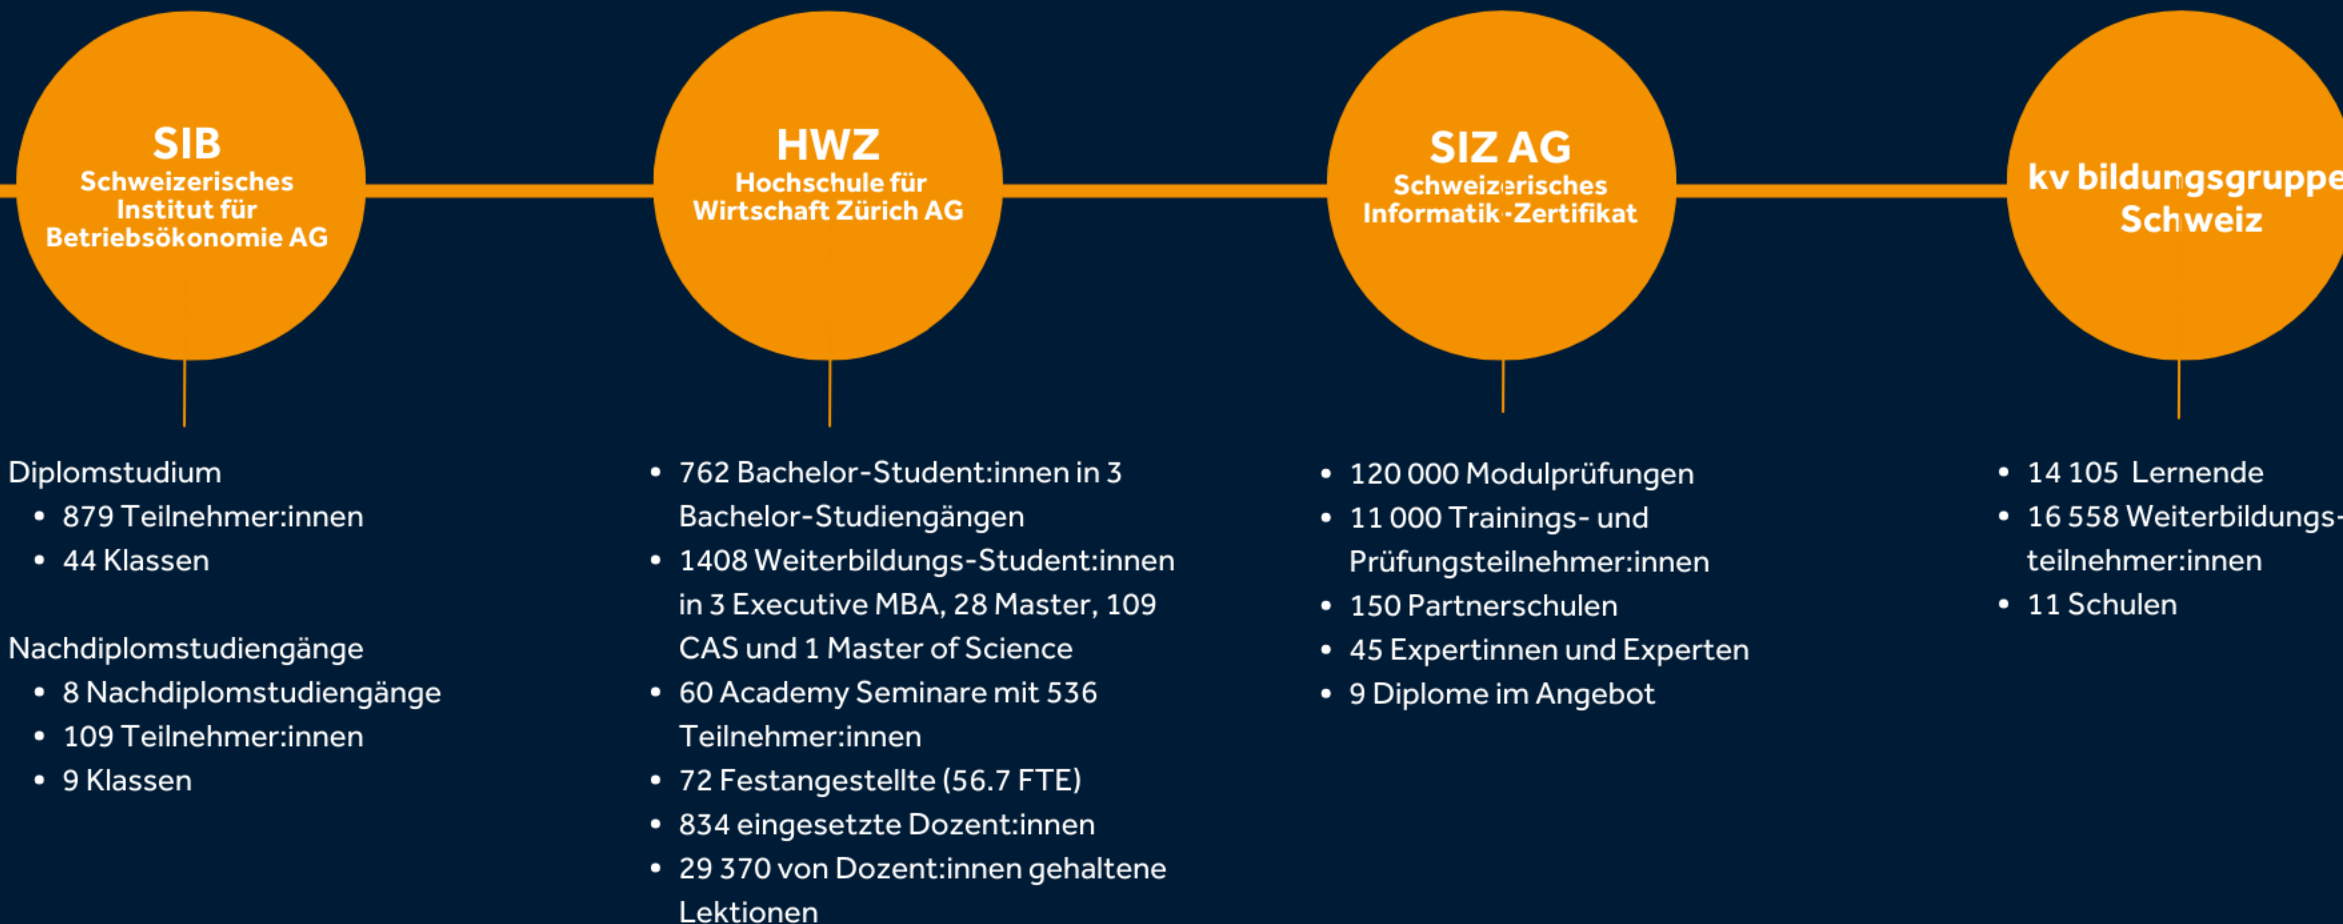 SIB
Schweizerisches
Institut für
Betriebsökonomie AG
Diplomstudium
• 879 Teilnehmer:innen
• 44 Klassen
Nachdiplomstudiengänge
• 8 Nachdiplomstudiengänge
• 109 Teilnehmer:innen
• 9 Klassen
HWZ
Hochschule für
Wirtschaft Zürich AG
• 762 Bachelor-Student:innen in 3
Bachelor-Studiengängen
• 1408 Weiterbildungs-Student:innen
in 3 Executive MBA, 28 Master, 109
CAS und 1 Master of Science
• 60 Academy Seminare mit 536
Teilnehmer:innen
• 72 Festangestellte (56.7 FTE)
• 834 eingesetzte Dozent:innen
• 29 370 von Dozent:innen gehaltene
Lektionen
SIZ AG
Schweizerisches
Informatik-Zertifikat
• 120 000 Modulprüfungen
• 11 000 Trainings- und
Prüfungsteilnehmer:innen
• 150 Partnerschulen
• 45 Expertinnen und Experten
• 9 Diplome im Angebot
kv bildungsgruppe
Schweiz
• 14 105 Lernende
• 16 558 Weiterbildungs-
teilnehmer:innen
• 11 Schulen